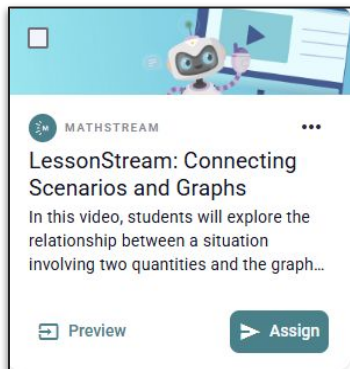 MATHSTREAM
LessonStream: Connecting
Scenarios and Graphs
In this video, students will explore the
relationship between a situation
involving two quantities and the graph...
Preview
Assign